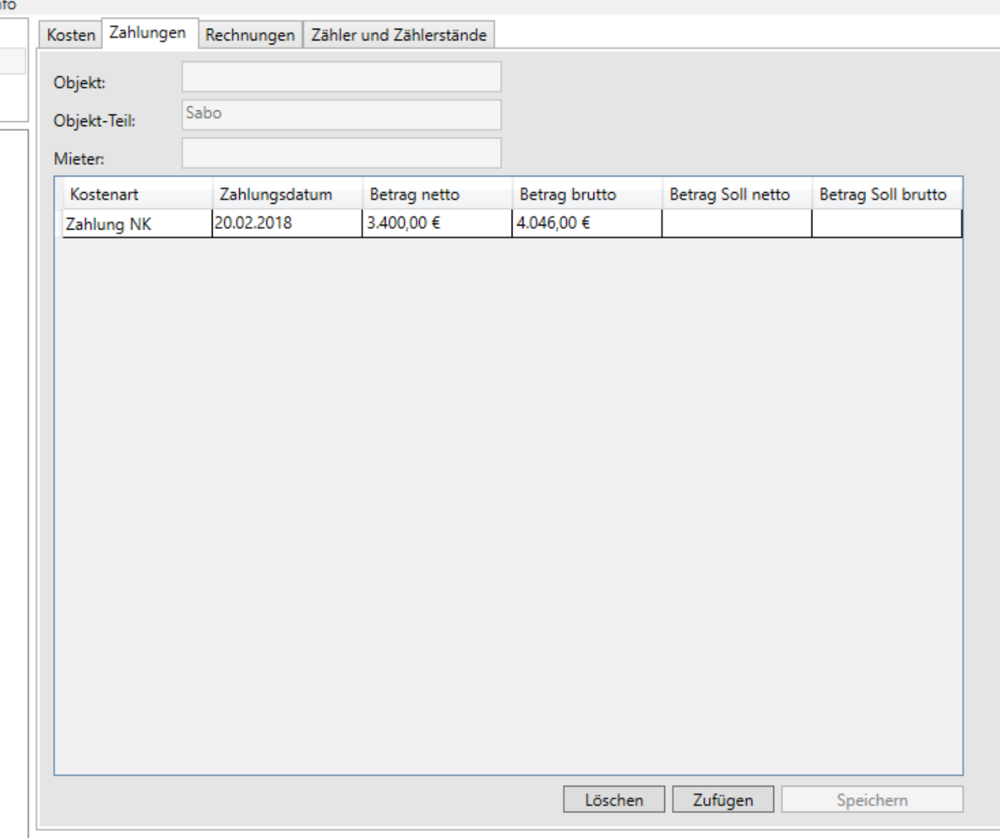 Kosten Zahlungen Rechnungen Zähler und Zählerstände
Objekt:
Objekt-Teil: Sabo
Mieter:
Kostenart Zahlungsdatum Betrag netto Betrag brutto Betrag Soll netto Betrag Soll brutto
Zahlung NK 20.02.2018 3.400,00 € 4.046,00 €
Löschen Zufügen Speichern